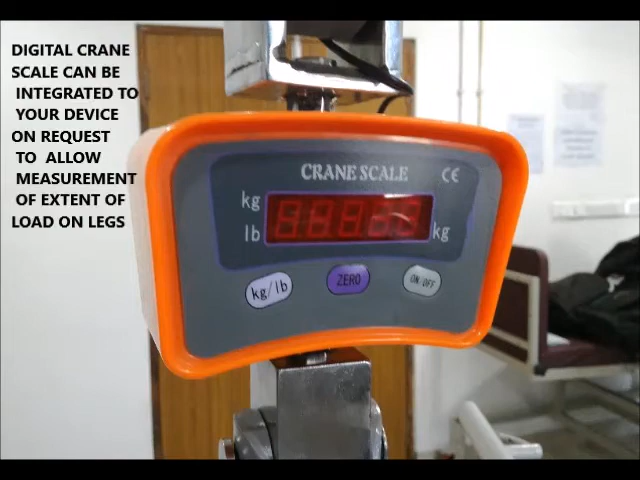 DIGITAL CRANE
SCALE CAN BE
INTEGRATED TO
YOUR DEVICE
ON REQUEST
TO ALLOW
MEASUREMENT
OF EXTENT OF
LOAD ON LEGS
CRANE SCALE CE
kg
lb
kg
kg/lb ZERO ON/OFF